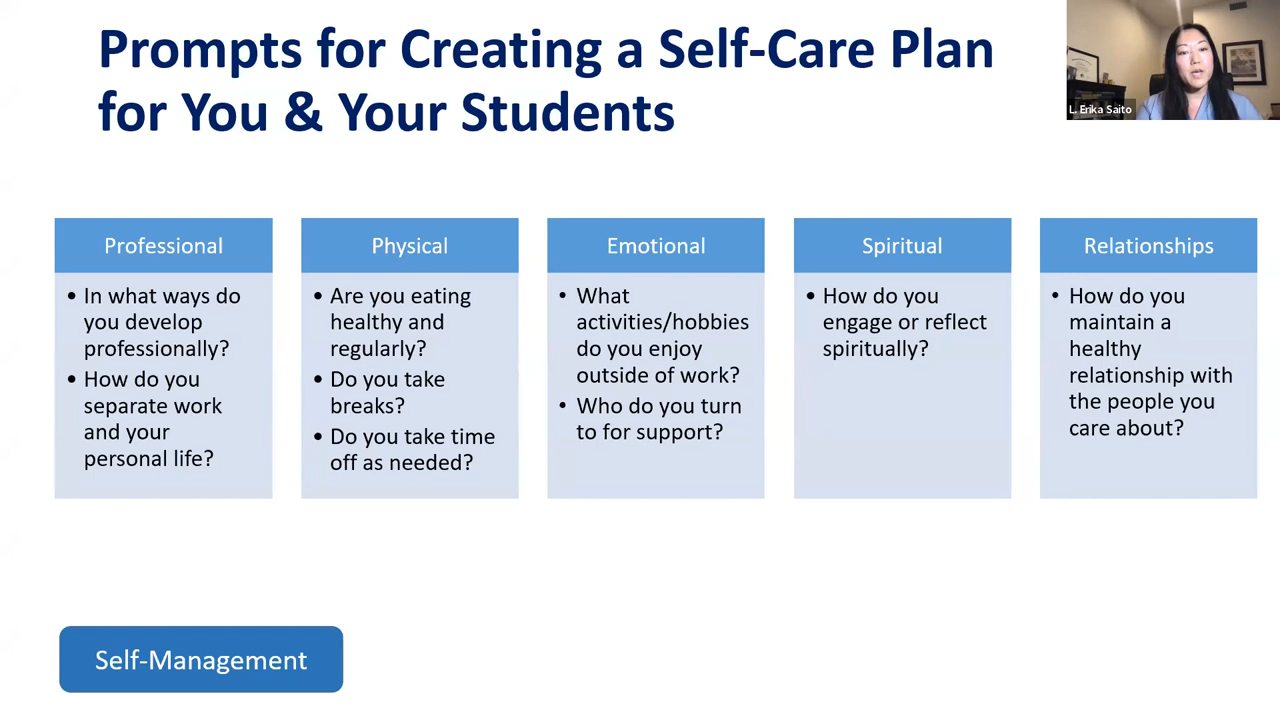 Prompts for Creating a Self-Care Plan
for You & Your Students
L. Erika Saito
Professional
• In what ways do
you develop
professionally?
• How do you
separate work
and your
personal life?
Physical
• Are you eating
healthy and
regularly?
• Do you take
breaks?
• Do you take time
off as needed?
Emotional
• What
activities/hobbies
do you enjoy
outside of work?
• Who do you turn
to for support?
Spiritual
• How do you
engage or reflect
spiritually?
Relationships
• How do you
maintain a
healthy
relationship with
the people you
care about?
Self-Management